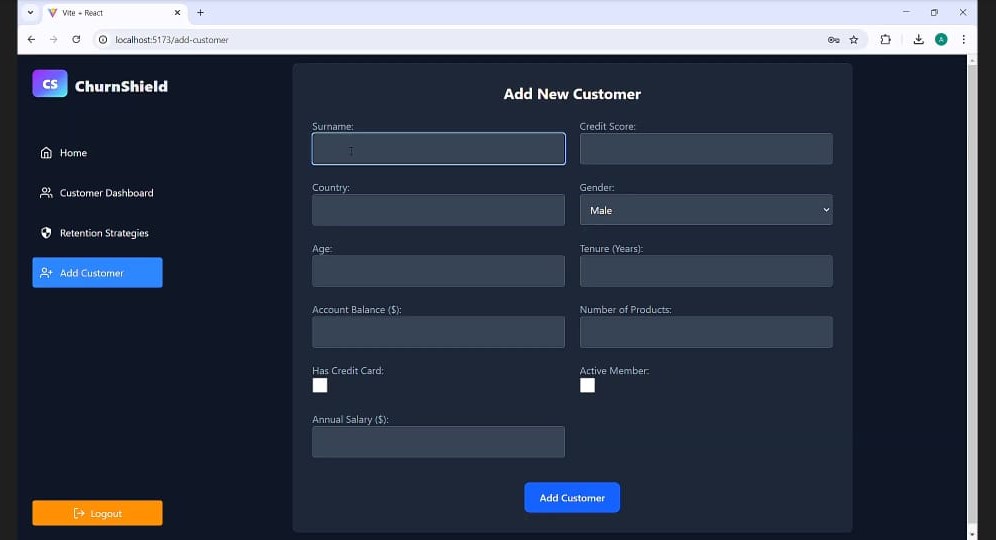 Vite + React
localhost:5173/add-customer
CS ChurnShield
Home
Customer Dashboard
Retention Strategies
Add Customer
Logout
Add New Customer
Surname: Credit Score:
Country: Gender:
Male
Age: Tenure (Years):
Account Balance ($): Number of Products:
Has Credit Card: Active Member:
Annual Salary ($):
Add Customer